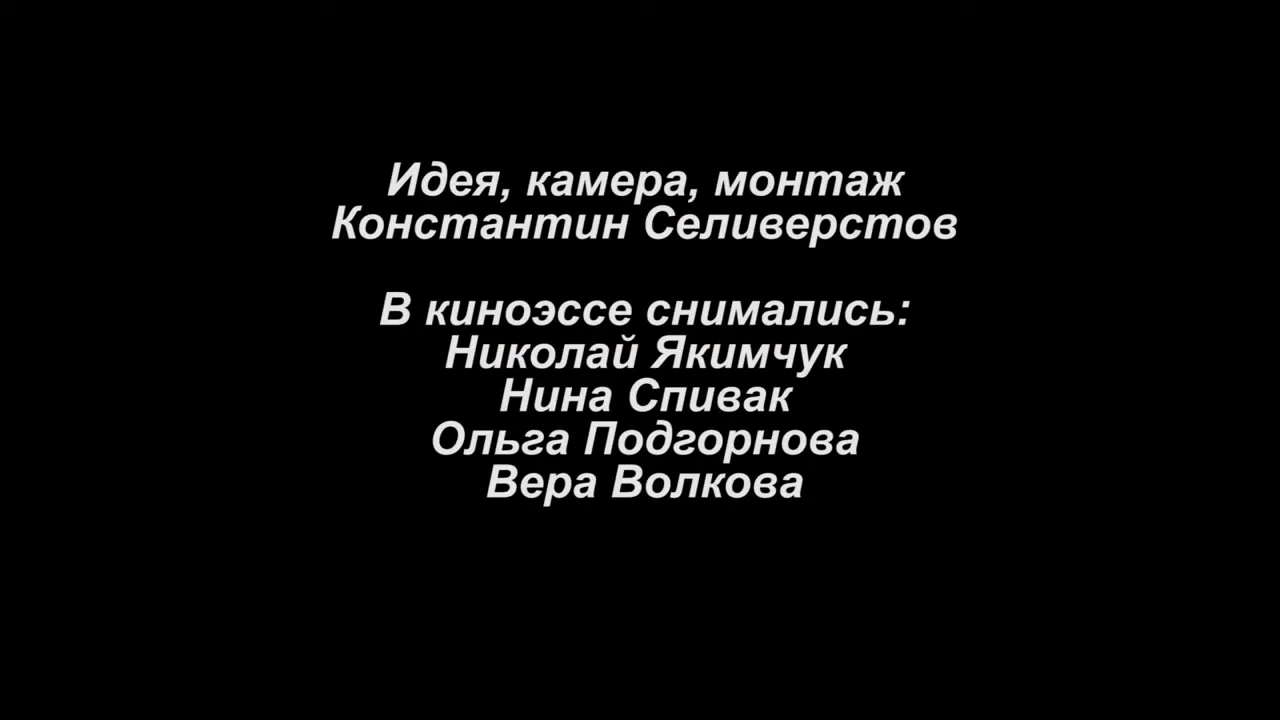 Идея, камера, монтаж
Константин Селиверстов
В киноэссе снимались:
Николай Якимчук
Нина Спивак
Ольга Подгорнова
Вера Волкова